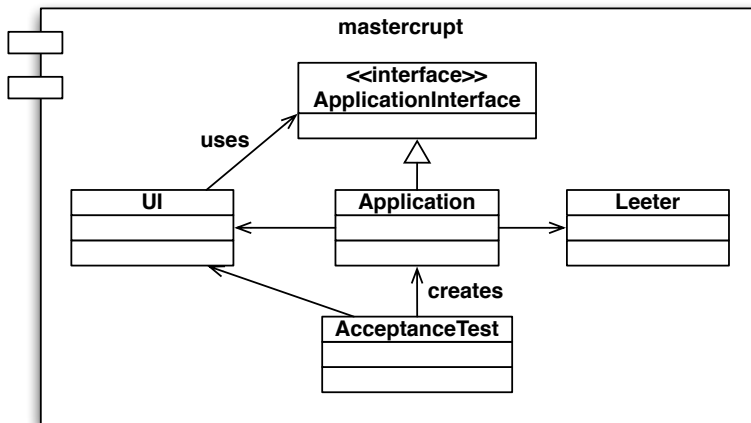 mastercrupt
<<interface>>
ApplicationInterface
uses
UI
Application
Leeter
creates
AcceptanceTest